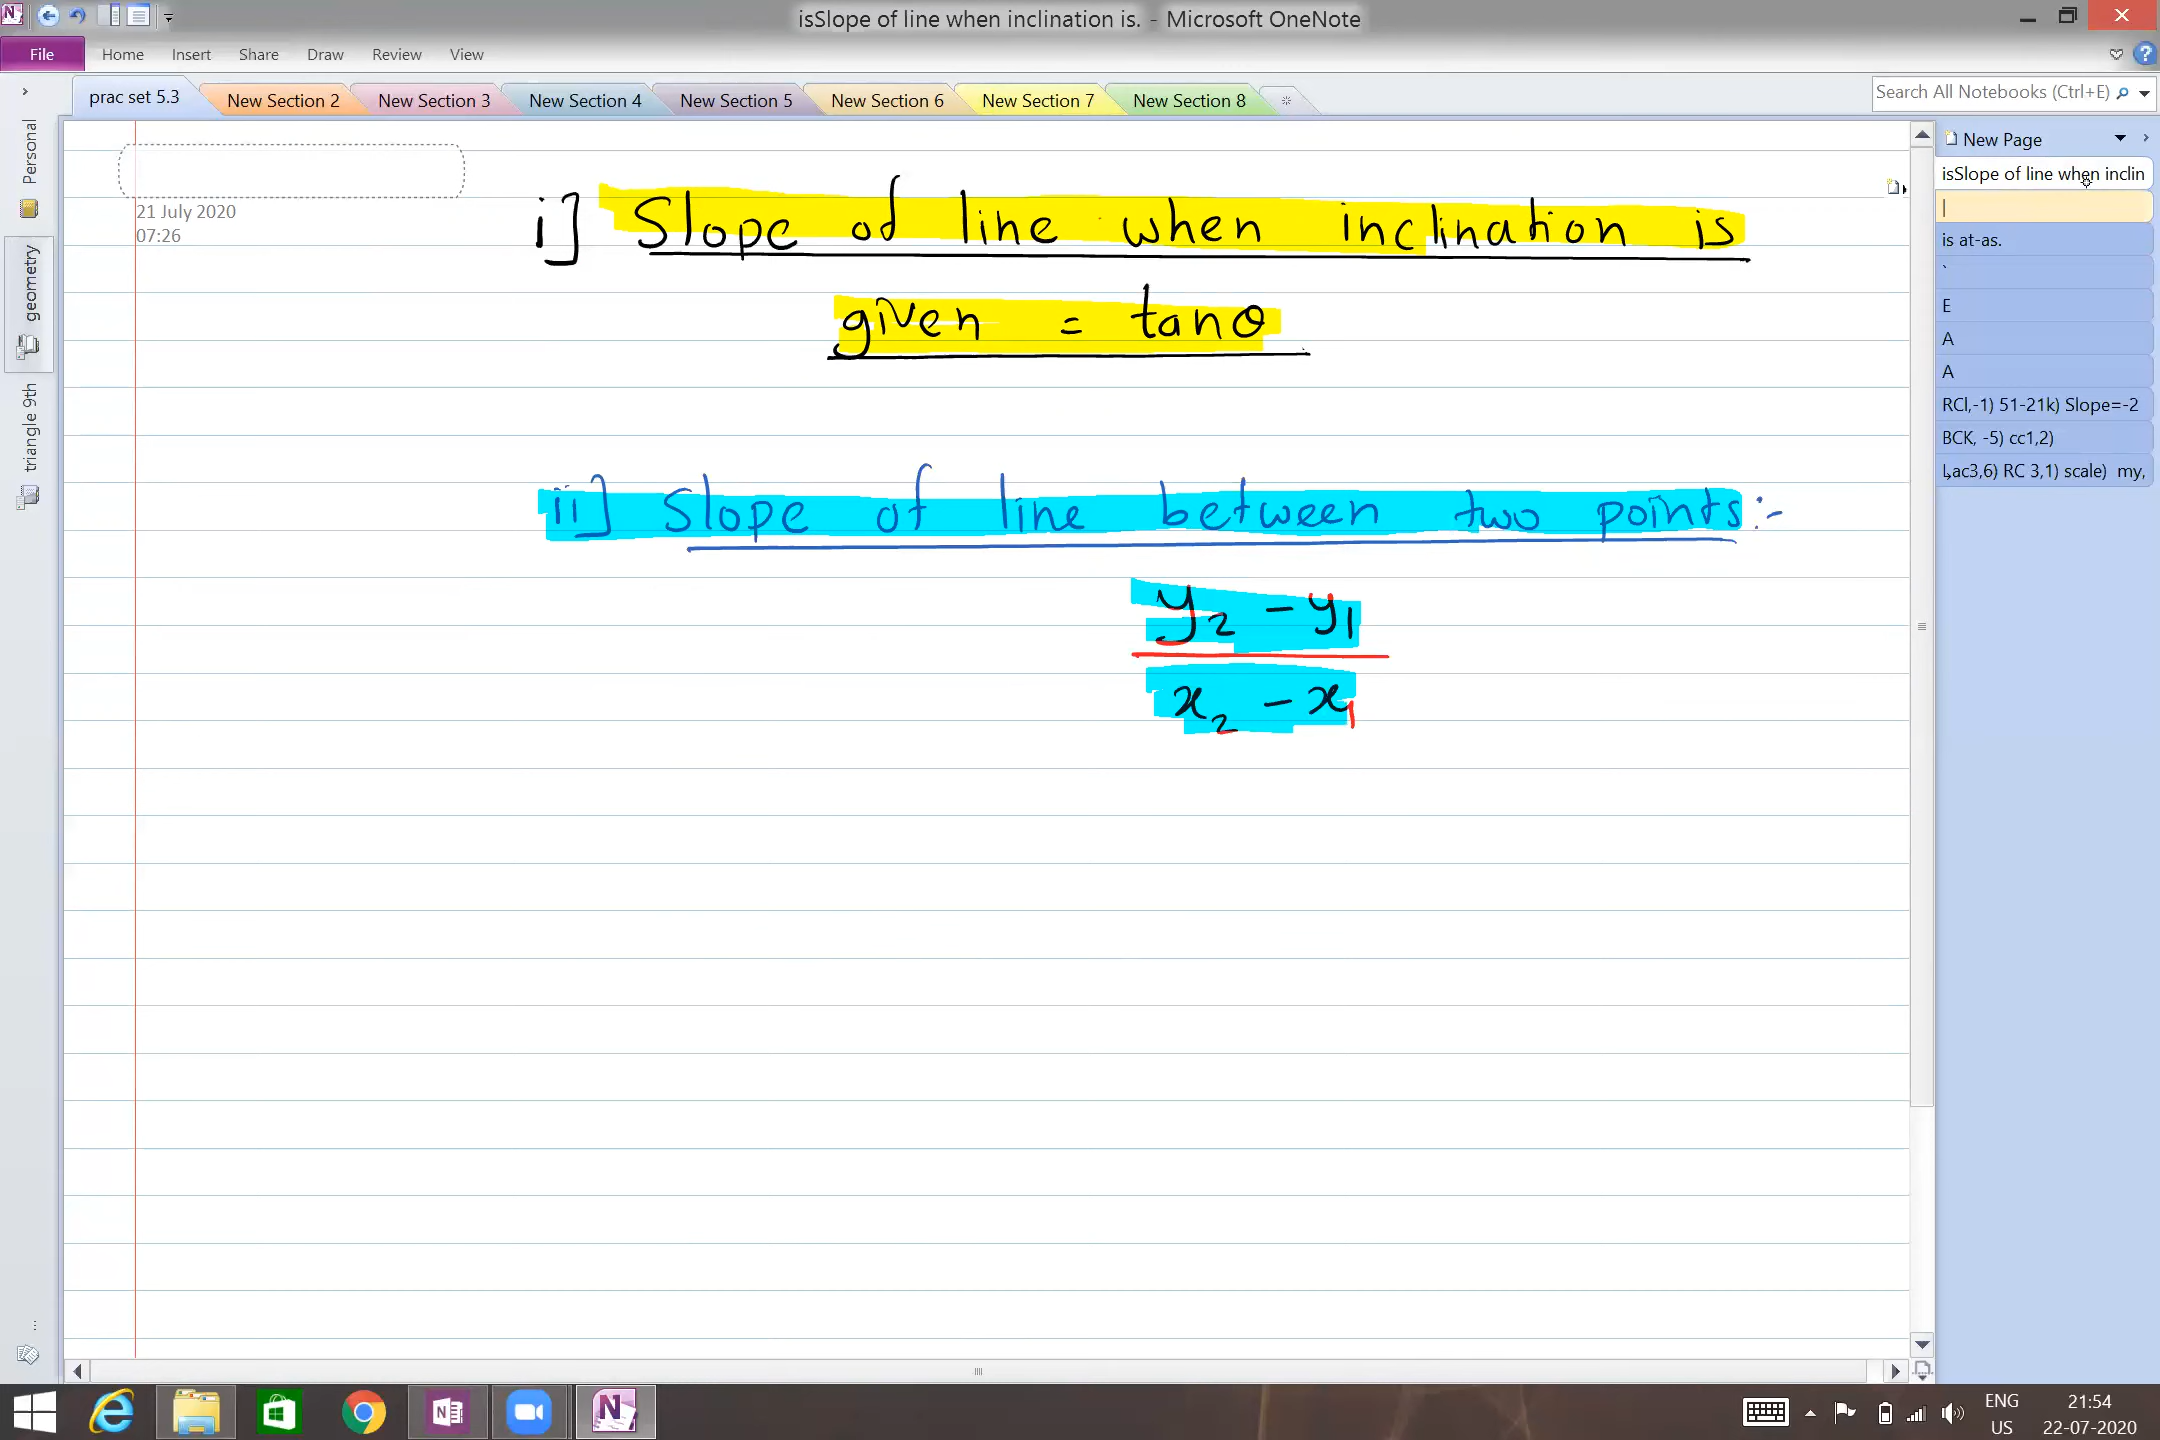 isSlope of line when inclination is. - Microsoft OneNote
File Home Insert Share Draw Review View
prac set 5.3 New Section 2 New Section 3 New Section 4 New Section 5 New Section 6 New Section 7 New Section 8
Search All Notebooks (Ctrl+E)
Personal
geometry
triangle 9th
21 July 2020
07:26
i] Slope of line when inclination is
given = tanθ
ii] Slope of line between two points :-
y₂ - y₁
x₂ - x₁
New Page
isSlope of line when inclin
is at-as.
`
E
A
A
RCl,-1) 51-21k) Slope=-2
BCK, -5) cc1,2)
l,ac3,6) RC 3,1) scale) my,
ENG
US
21:54
22-07-2020